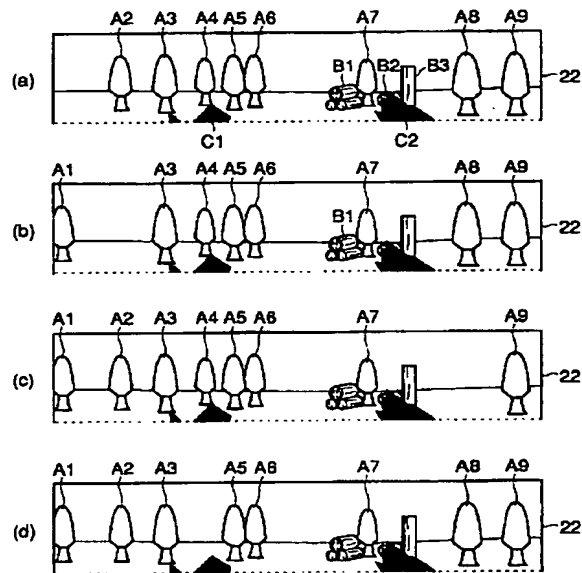 A2 A3 A4 A5 A6 A7 A8 A9
B1 B2 B3
(a) 22
C1 C2
A1 A3 A4 A5 A6 A7 A8 A9
B1
(b) 22
A1 A2 A3 A4 A5 A6 A7 A9
(c) 22
A1 A2 A3 A5 A6 A7 A8 A9
(d) 22